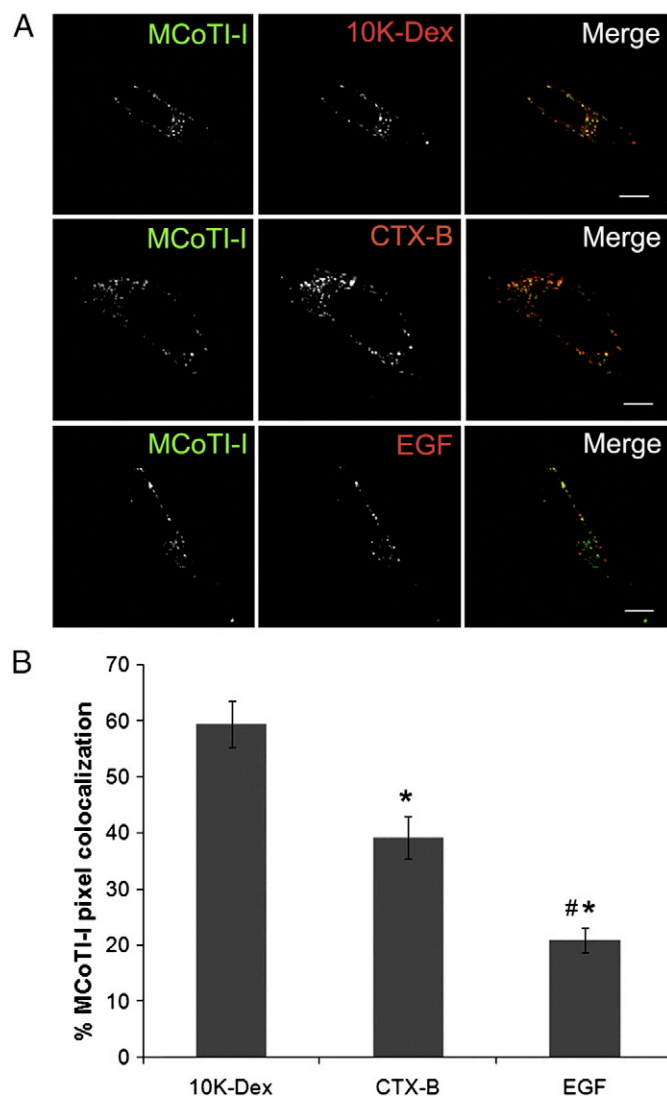 A
MCoTI-I 10K-Dex Merge
MCoTI-I CTX-B Merge
MCoTI-I EGF Merge
B
% MCoTI-I pixel colocalization
70
60
50
40
30
20
10
0
*
#*
10K-Dex CTX-B EGF